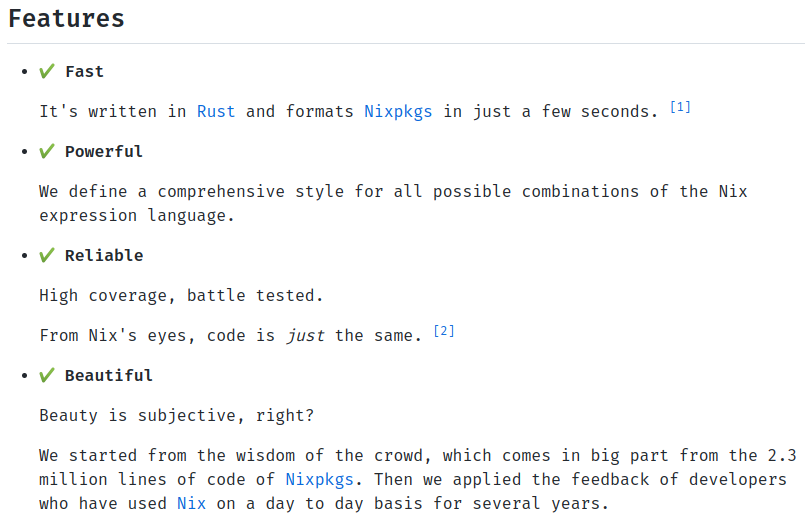 Features
• ✔ Fast
It's written in Rust and formats Nixpkgs in just a few seconds. [1]
• ✔ Powerful
We define a comprehensive style for all possible combinations of the Nix
expression language.
• ✔ Reliable
High coverage, battle tested.
From Nix's eyes, code is just the same. [2]
• ✔ Beautiful
Beauty is subjective, right?
We started from the wisdom of the crowd, which comes in big part from the 2.3
million lines of code of Nixpkgs. Then we applied the feedback of developers
who have used Nix on a day to day basis for several years.